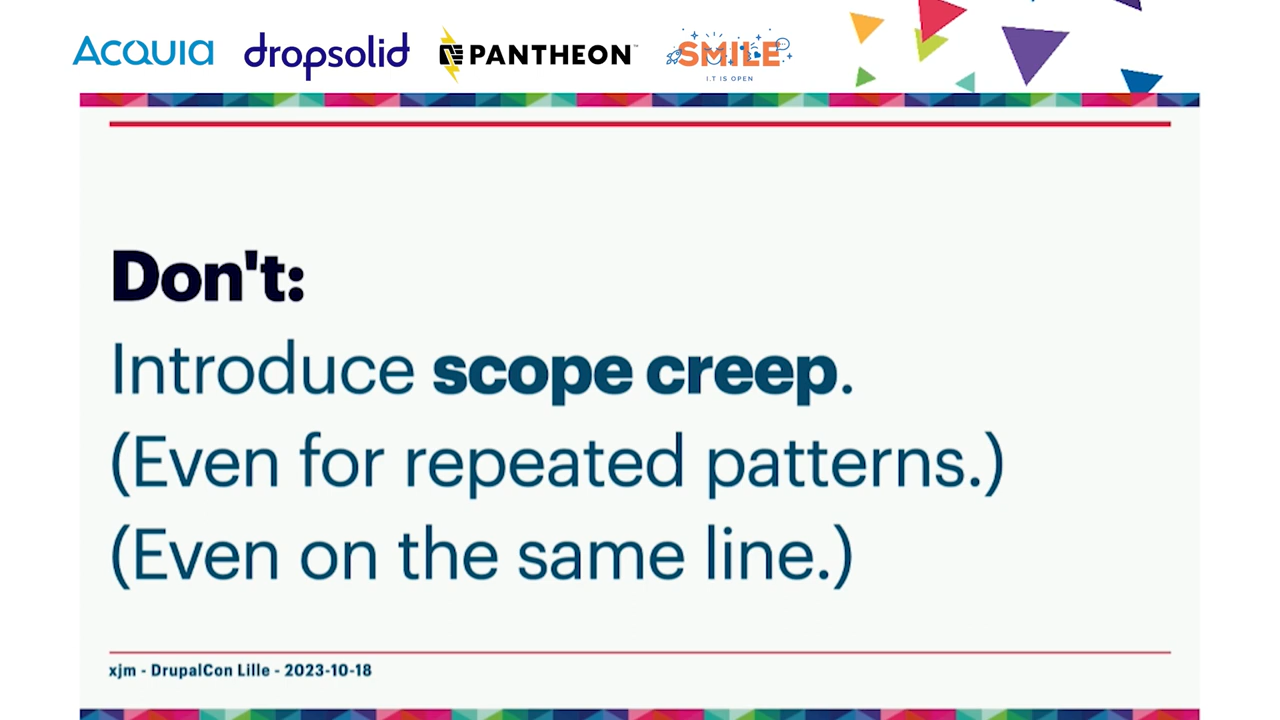 ACQUIA
dropsolid
PANTHEON™
SMILE
I.T IS OPEN
Don't:
Introduce scope creep.
(Even for repeated patterns.)
(Even on the same line.)
xjm - DrupalCon Lille - 2023-10-18